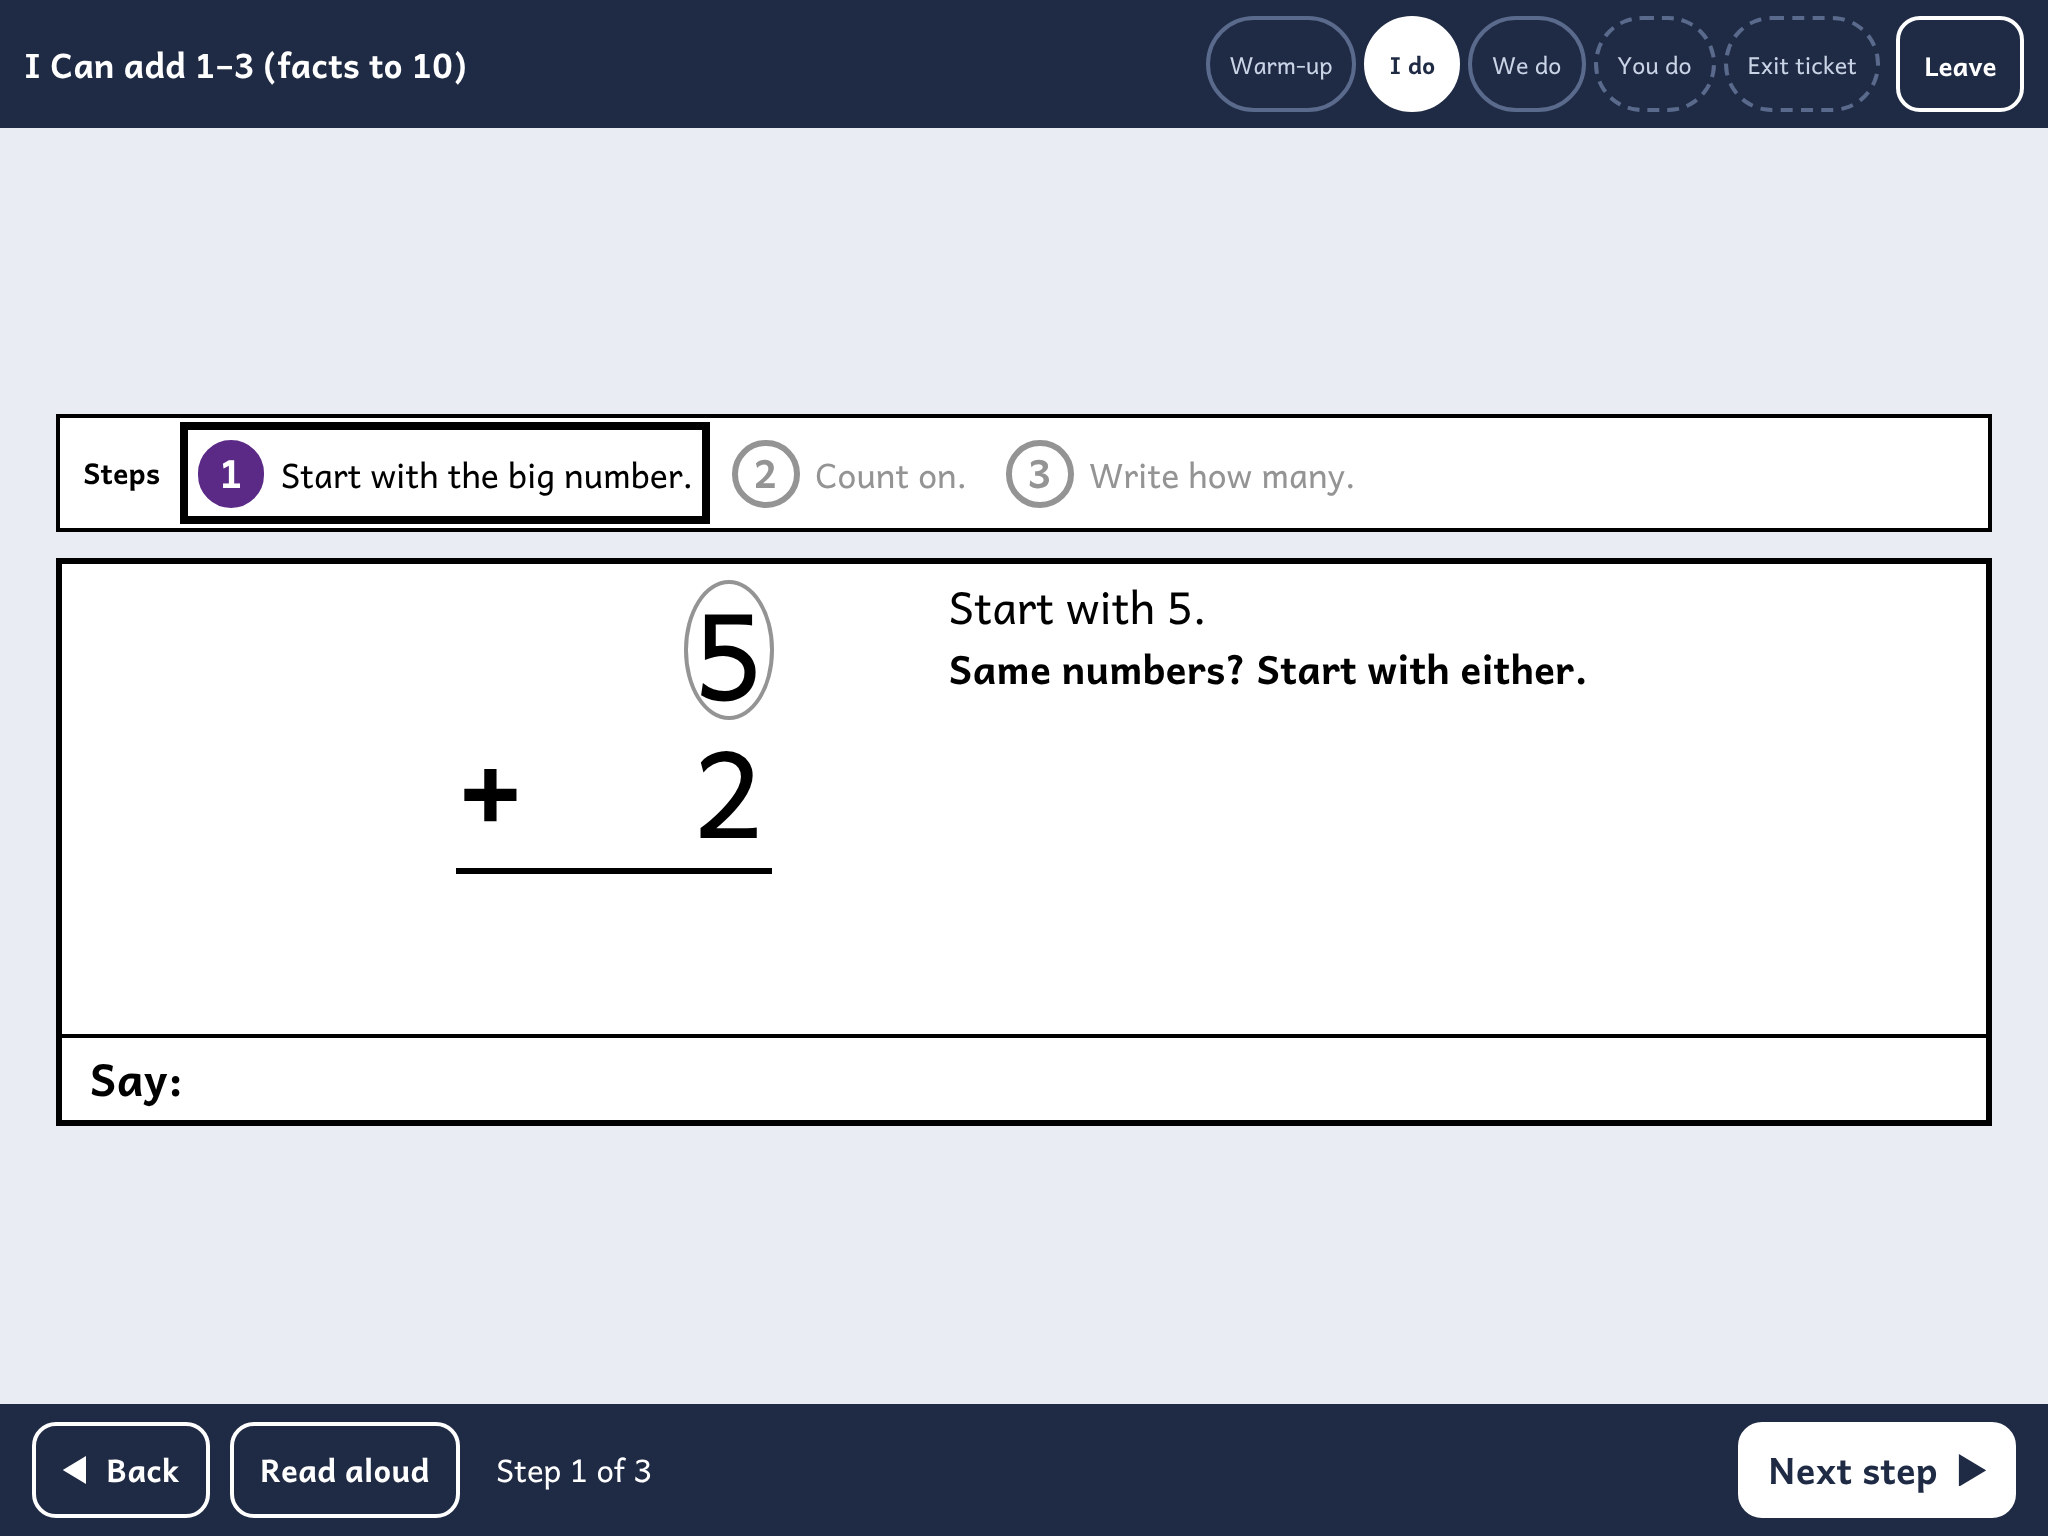 I Can add 1–3 (facts to 10)
Warm-up
I do
We do
You do
Exit ticket
Leave
Steps
1 Start with the big number.
2 Count on.
3 Write how many.
5
+ 2
Start with 5.
Same numbers? Start with either.
Say:
Back
Read aloud
Step 1 of 3
Next step